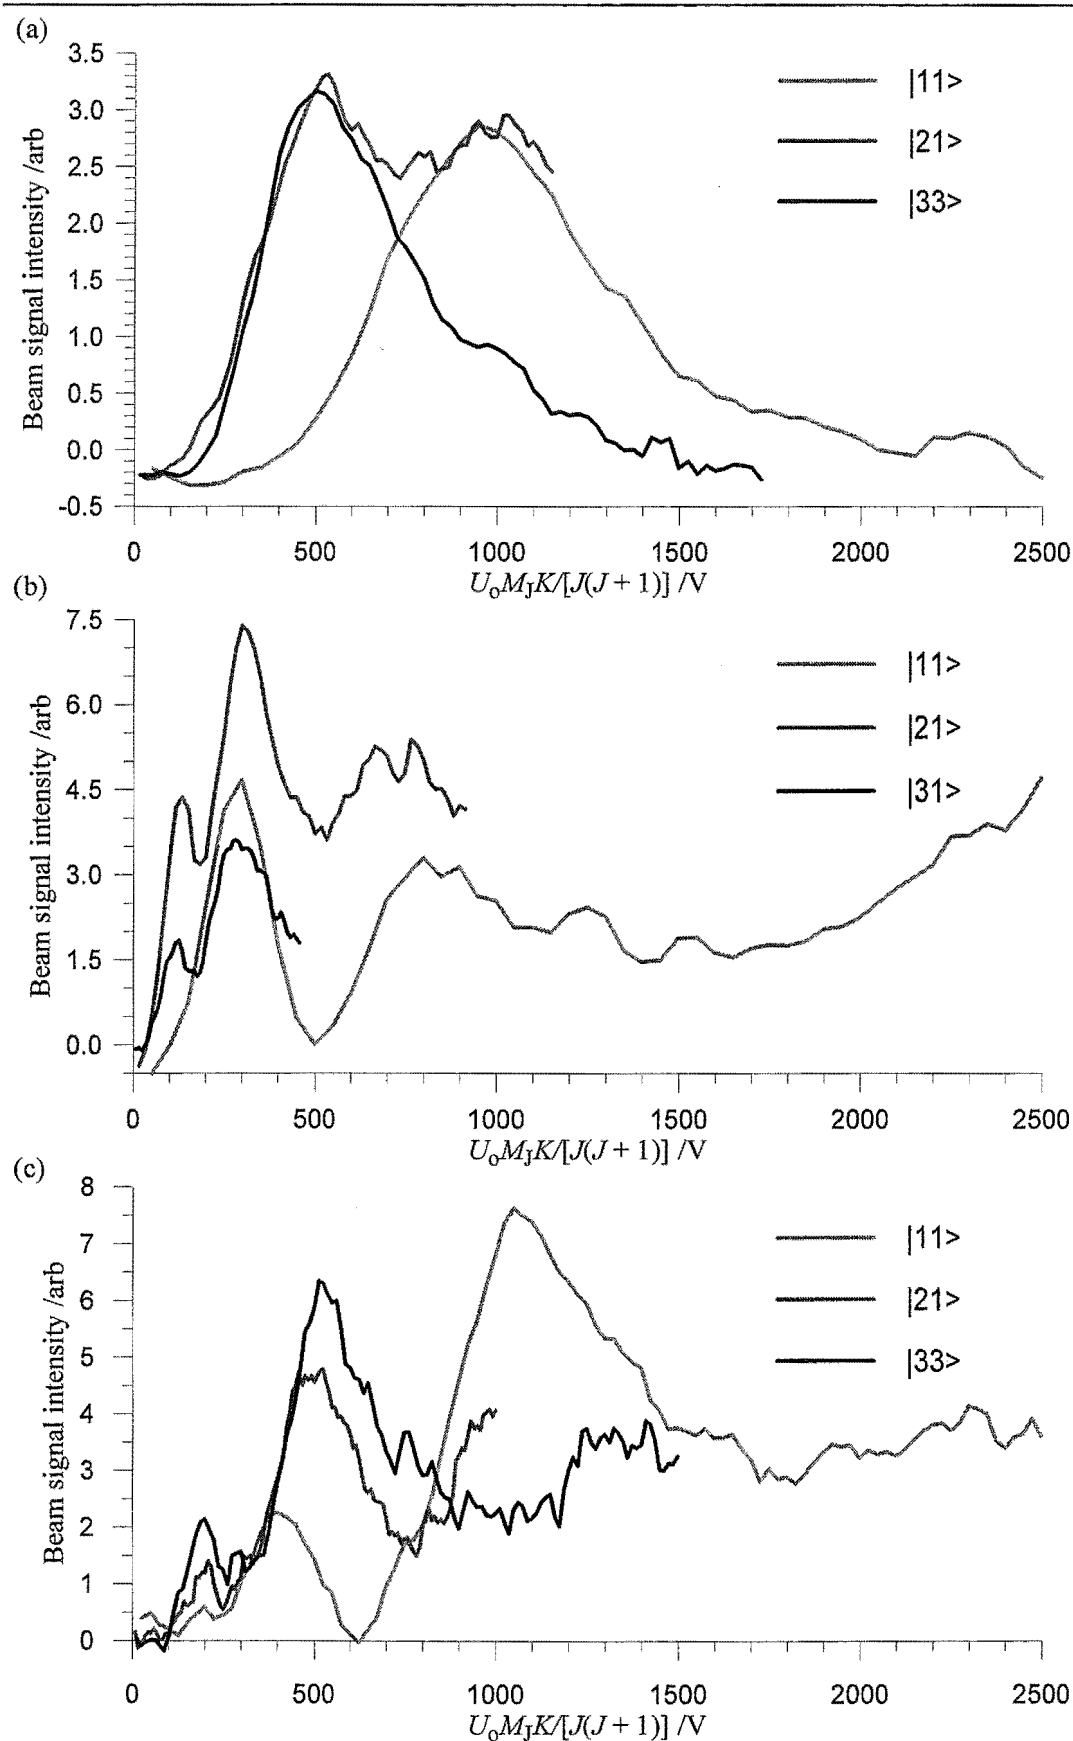 (a)
Beam signal intensity /arb
3.5
3.0
2.5
2.0
1.5
1.0
0.5
0.0
-0.5
|11>
|21>
|33>
0 500 1000 1500 2000 2500
UoMJK/[J(J + 1)] /V
(b)
Beam signal intensity /arb
7.5
6.0
4.5
3.0
1.5
0.0
|11>
|21>
|31>
0 500 1000 1500 2000 2500
UoMJK/[J(J + 1)] /V
(c)
Beam signal intensity /arb
8
7
6
5
4
3
2
1
0
|11>
|21>
|33>
0 500 1000 1500 2000 2500
UoMJK/[J(J + 1)] /V